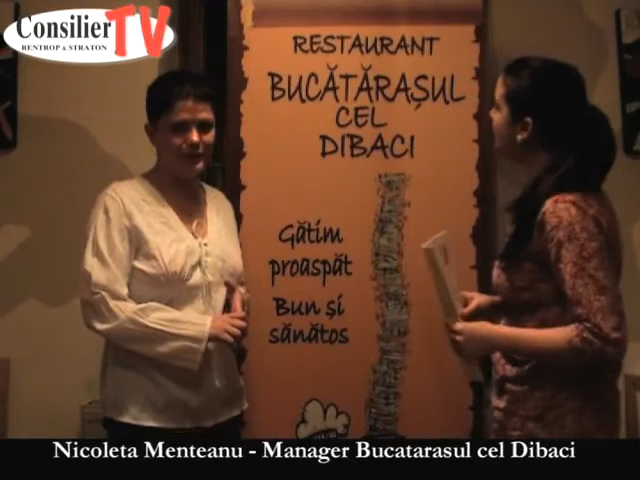 Consilier TV
RENTROP & STRATON
RESTAURANT
BUCĂTĂRAȘUL
CEL
DIBACI
Gătim
proaspăt
Bun și
sănătos
Nicoleta Menteanu - Manager Bucatarasul cel Dibaci